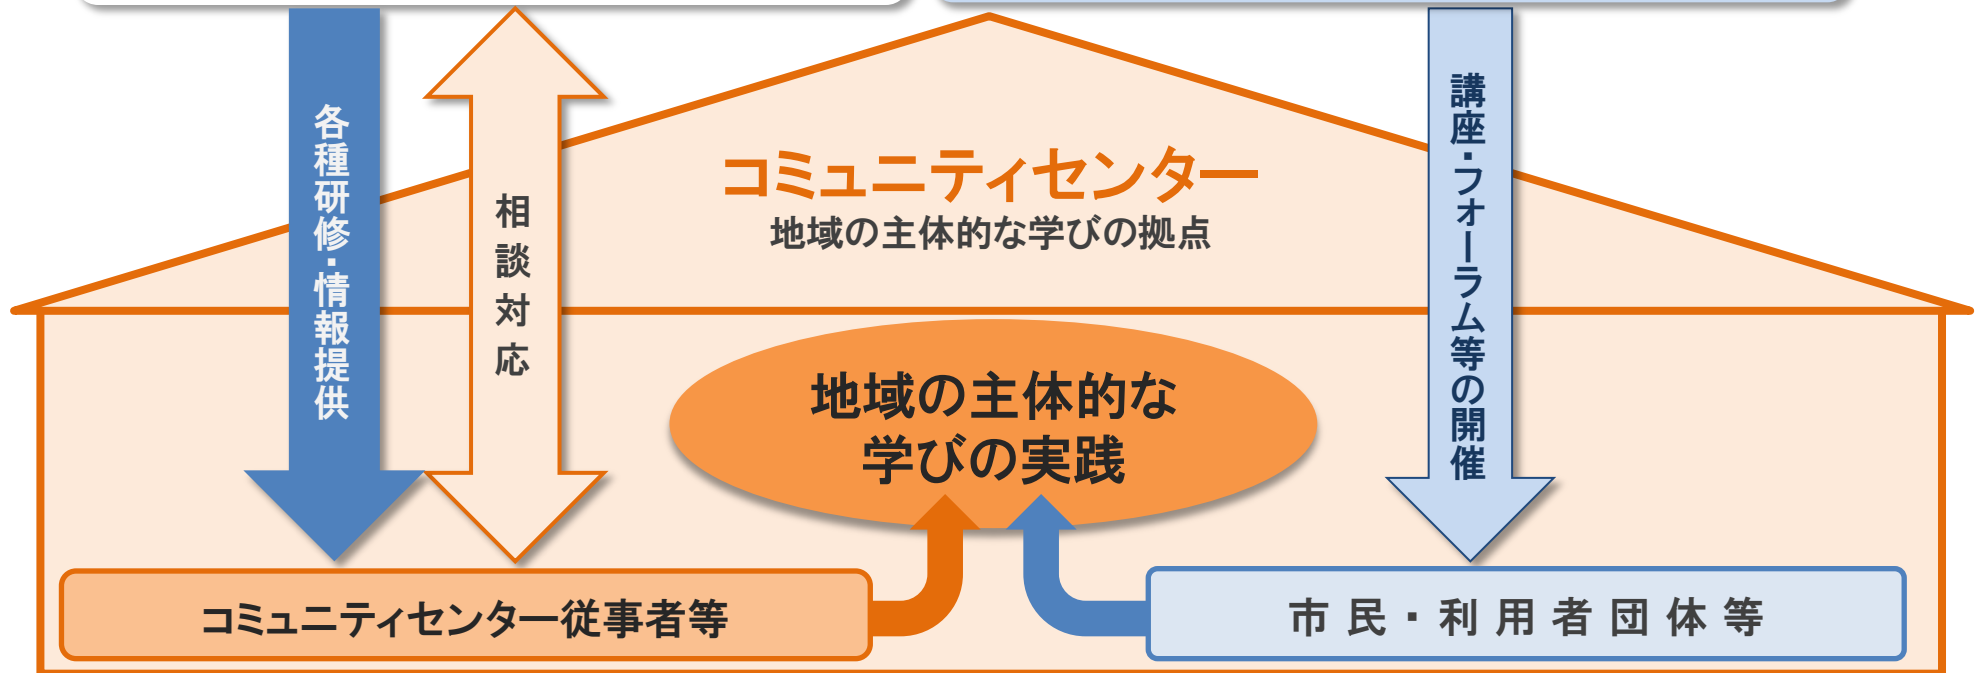 各種研修・情報提供
相談対応
コミュニティセンター
地域の主体的な学びの拠点
講座・フォーラム等の開催
地域の主体的な
学びの実践
コミュニティセンター従事者等
市民・利用者団体等